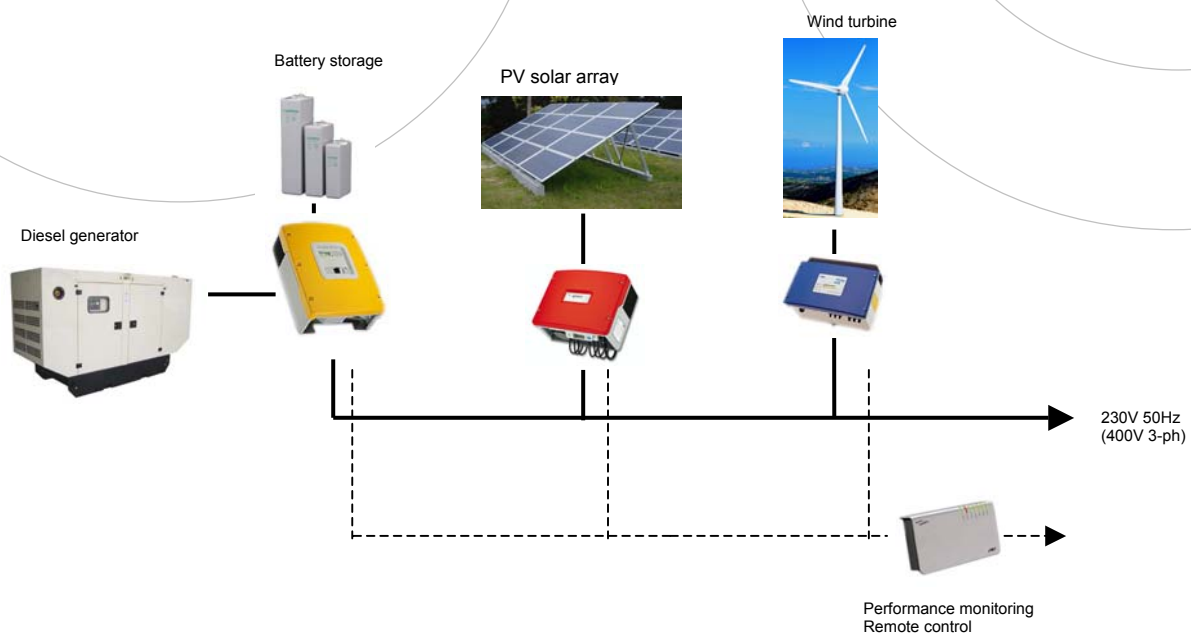 Wind turbine
Battery storage
PV solar array
Diesel generator
230V 50Hz
(400V 3-ph)
Performance monitoring
Remote control